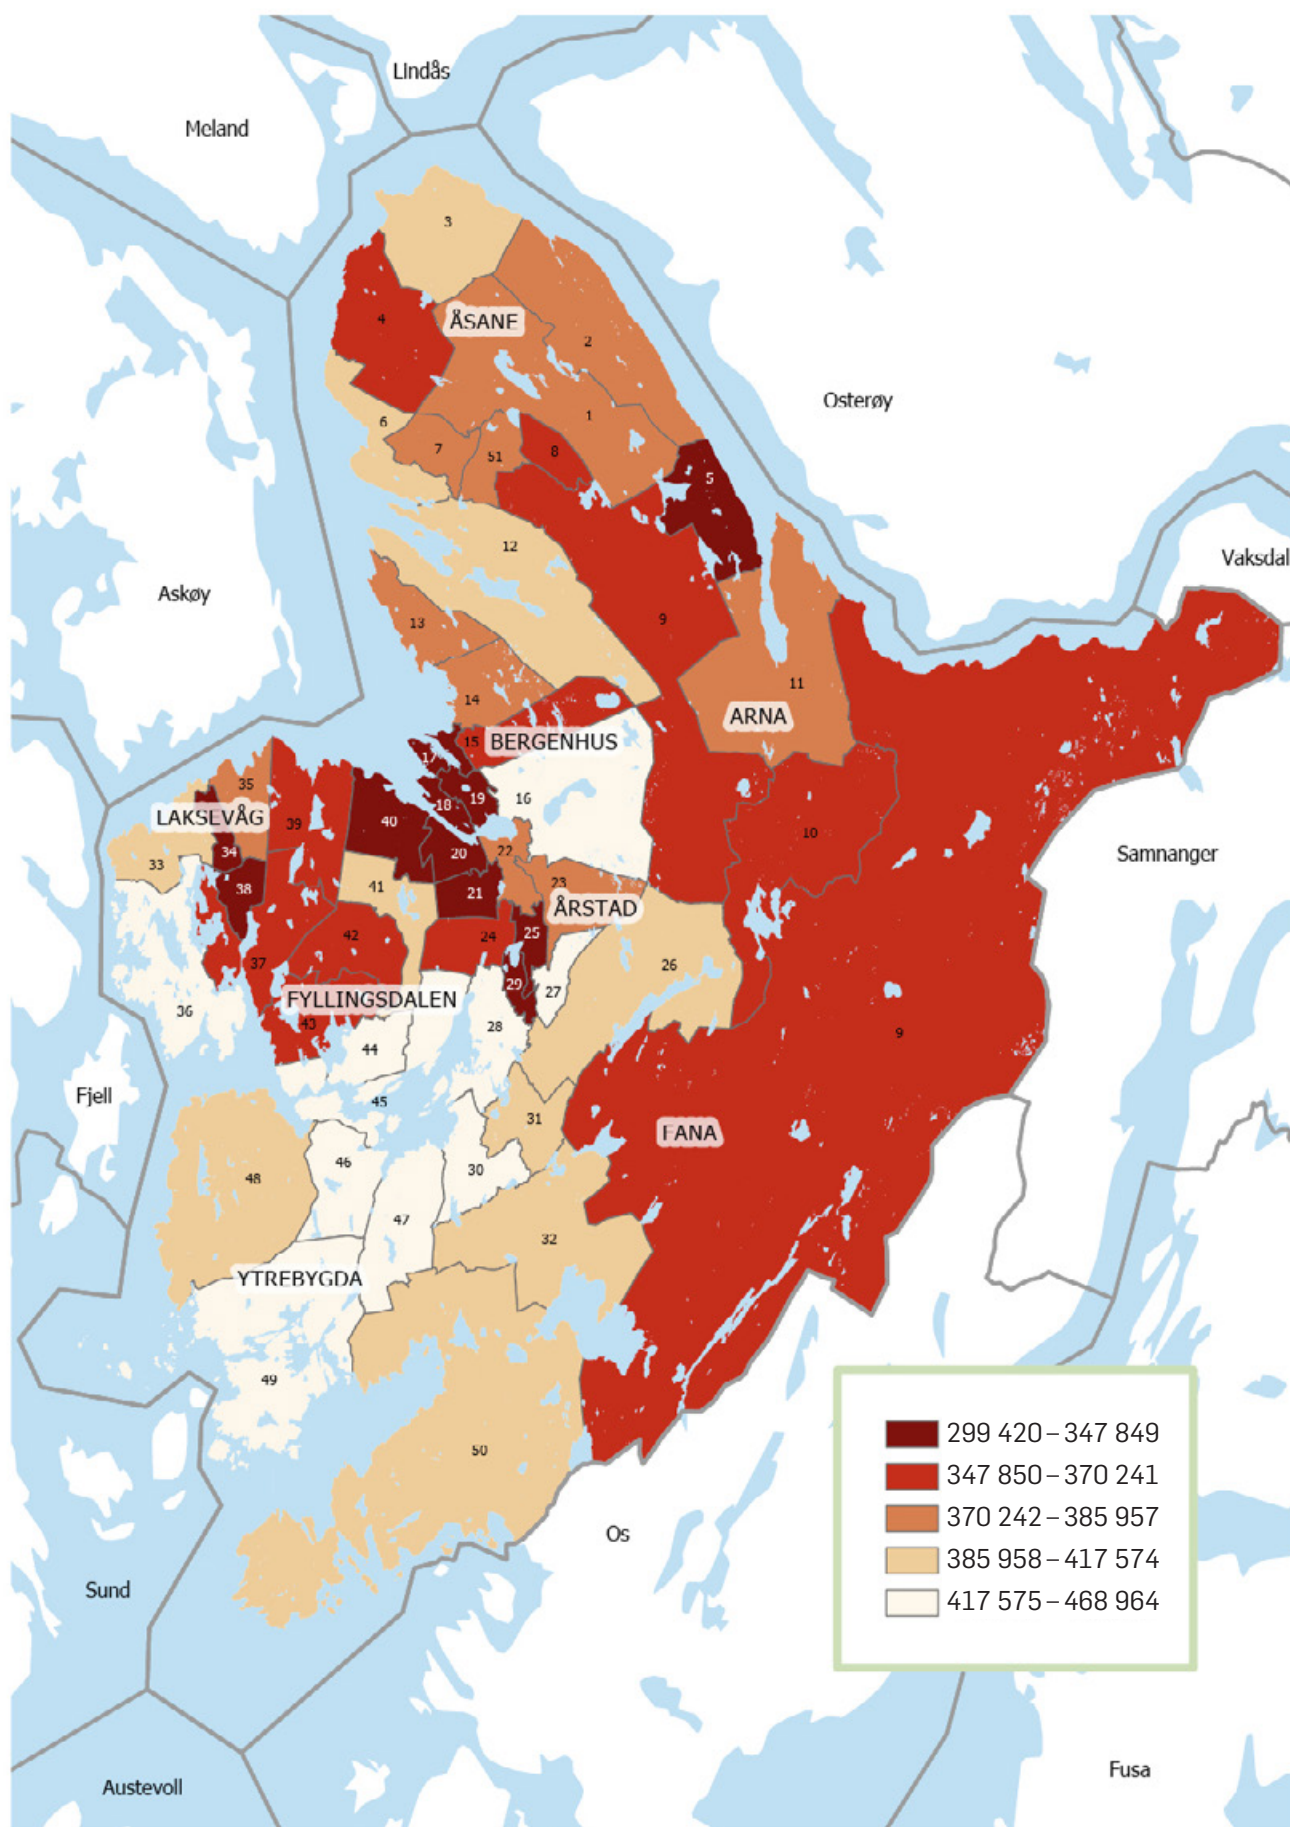 Lindås
Meland
3
4
ÅSANE
2
Osterøy
1
6
7
51
8
5
12
Vaksdal
Askøy
9
13
11
14
ARNA
15
BERGENHUS
17
35
18
19
16
LAKSEVÅG
39
40
10
33
34
20
22
Samnanger
38
41
21
23
ÅRSTAD
42
24
25
26
37
29
27
FYLLINGSDALEN
36
43
28
9
44
Fjell
45
31
FANA
46
30
48
47
32
YTREBYGDA
49
50
299 420 – 347 849
347 850 – 370 241
370 242 – 385 957
385 958 – 417 574
417 575 – 468 964
Os
Sund
Fusa
Austevoll